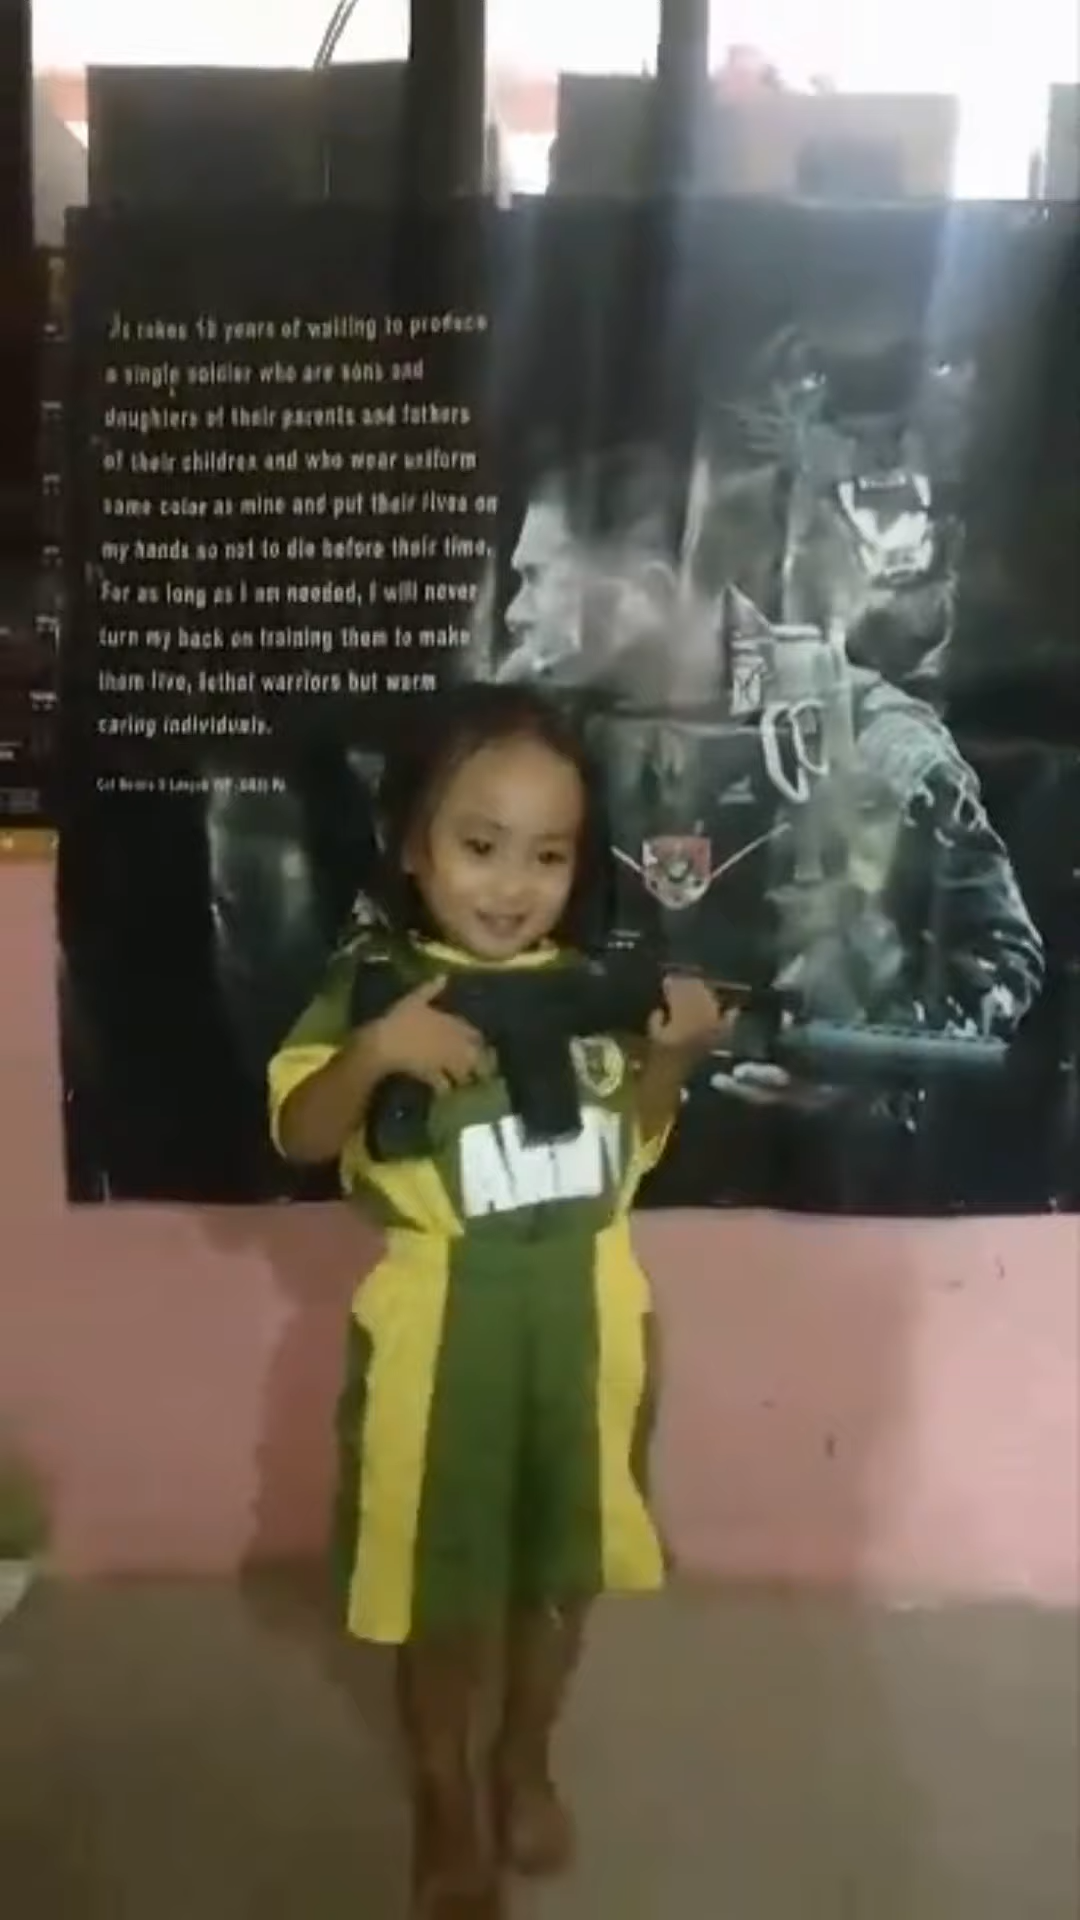 It takes 18 years of waiting to produce
a single soldier who are sons and
daughters of their parents and fathers
of their children and who wear uniform
same color as mine and put their lives on
my hands so not to die before their time.
For as long as I am needed, I will never
turn my back on training them to make
them live, lethal warriors but warm
caring individuals.
ARMY